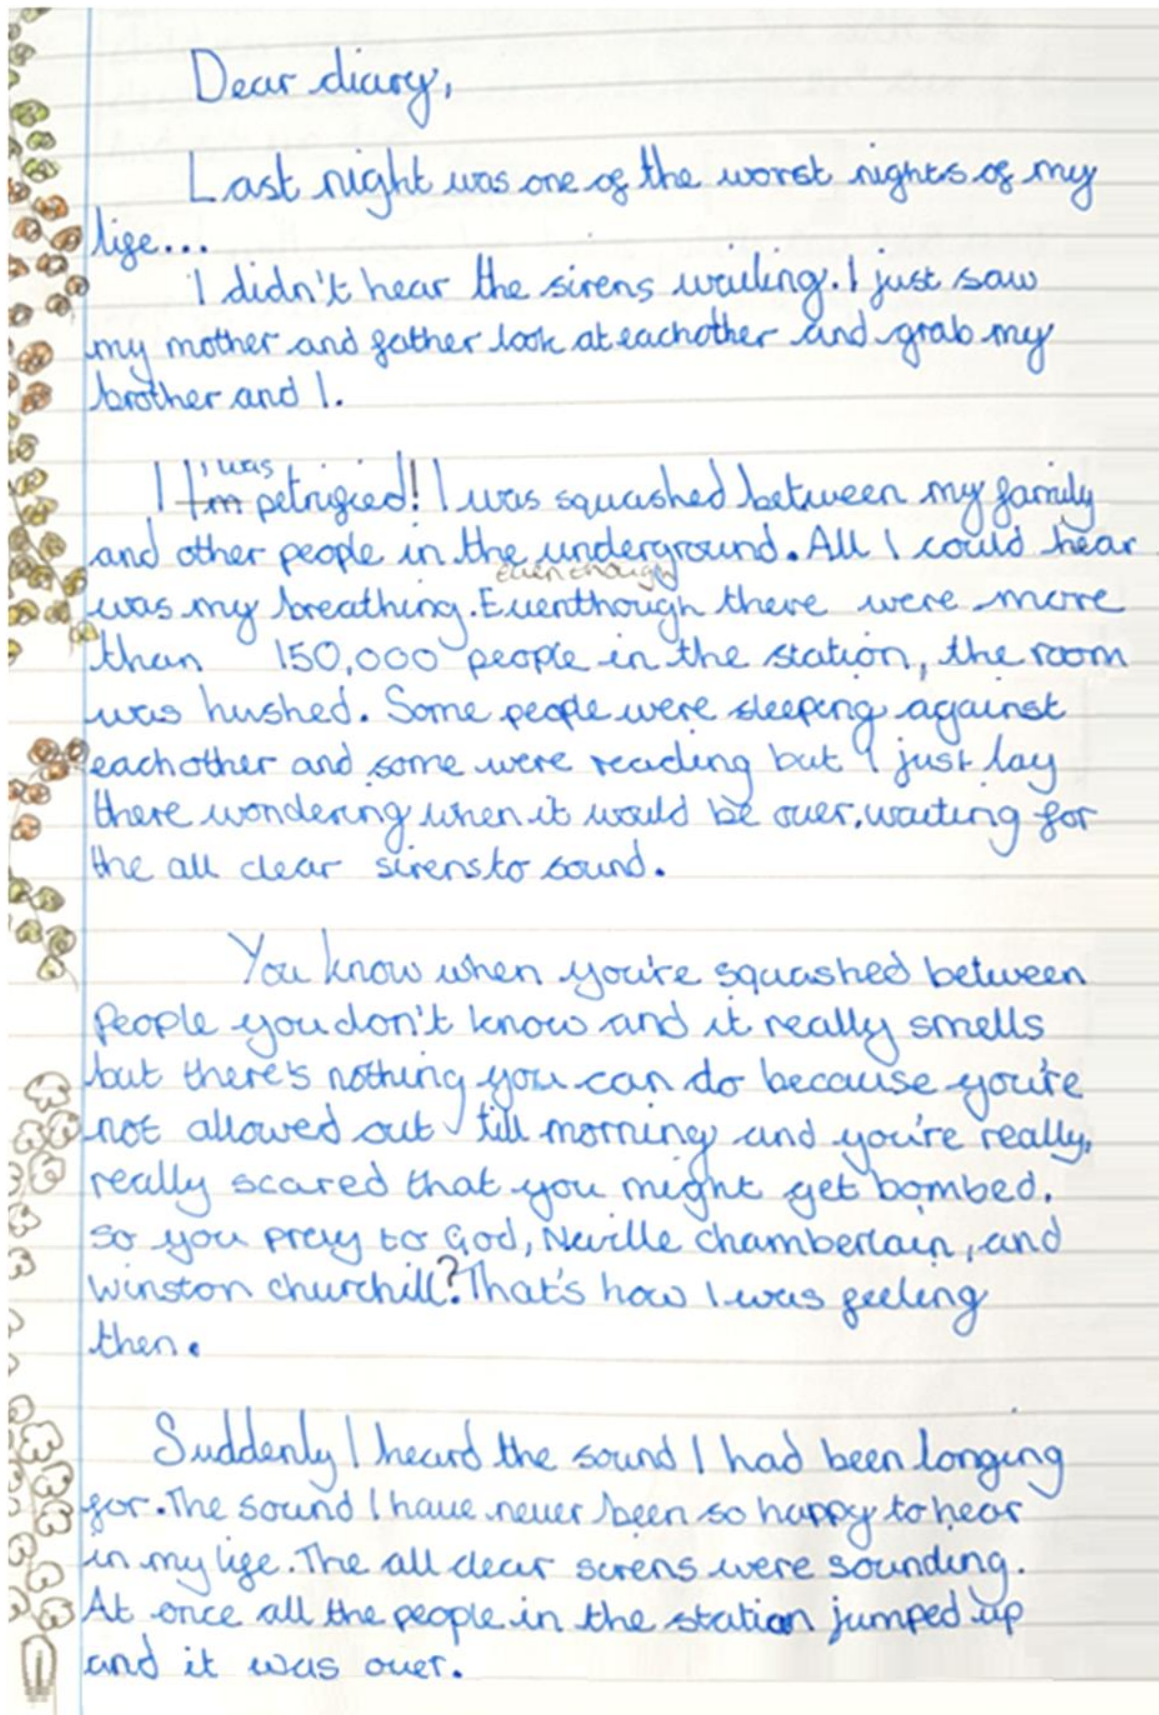 Dear diary,
Last night was one of the worst nights of my
life...
I didn't hear the sirens wailing. I just saw
my mother and father look at eachother and grab my
brother and I.
I was
I I'm petrified! I was squashed between my family
and other people in the underground. All I could hear
even though
was my breathing. Eventhough there were more
than 150,000 people in the station, the room
was hushed. Some people were sleeping against
eachother and some were reading but I just lay
there wondering when it would be over, waiting for
the all clear sirens to sound.
You know when you're squashed between
people you don't know and it really smells
but there's nothing you can do because you're
not allowed out till morning and you're really,
really scared that you might get bombed.
so you pray to God, Neville chamberlain, and
Winston churchill? That's how I was feeling
then.
Suddenly I heard the sound I had been longing
for. The sound I have never been so happy to hear
in my life. The all clear sirens were sounding.
At once all the people in the station jumped up
and it was over.